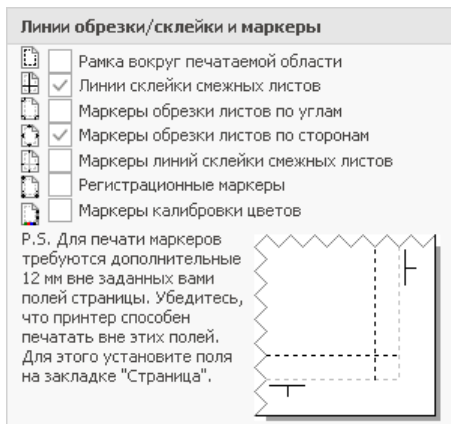 Линии обрезки/склейки и маркеры
Рамка вокруг печатаемой области
Линии склейки смежных листов
Маркеры обрезки листов по углам
Маркеры обрезки листов по сторонам
Маркеры линий склейки смежных листов
Регистрационные маркеры
Маркеры калибровки цветов
P.S. Для печати маркеров
требуются дополнительные
12 мм вне заданных вами
полей страницы. Убедитесь,
что принтер способен
печатать вне этих полей.
Для этого установите поля
на закладке "Страница".